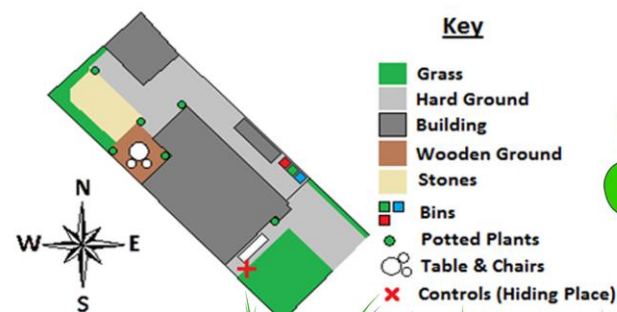 Key
Grass
Hard Ground
Building
Wooden Ground
Stones
Bins
Potted Plants
Table & Chairs
Controls (Hiding Place)
N
W E
S